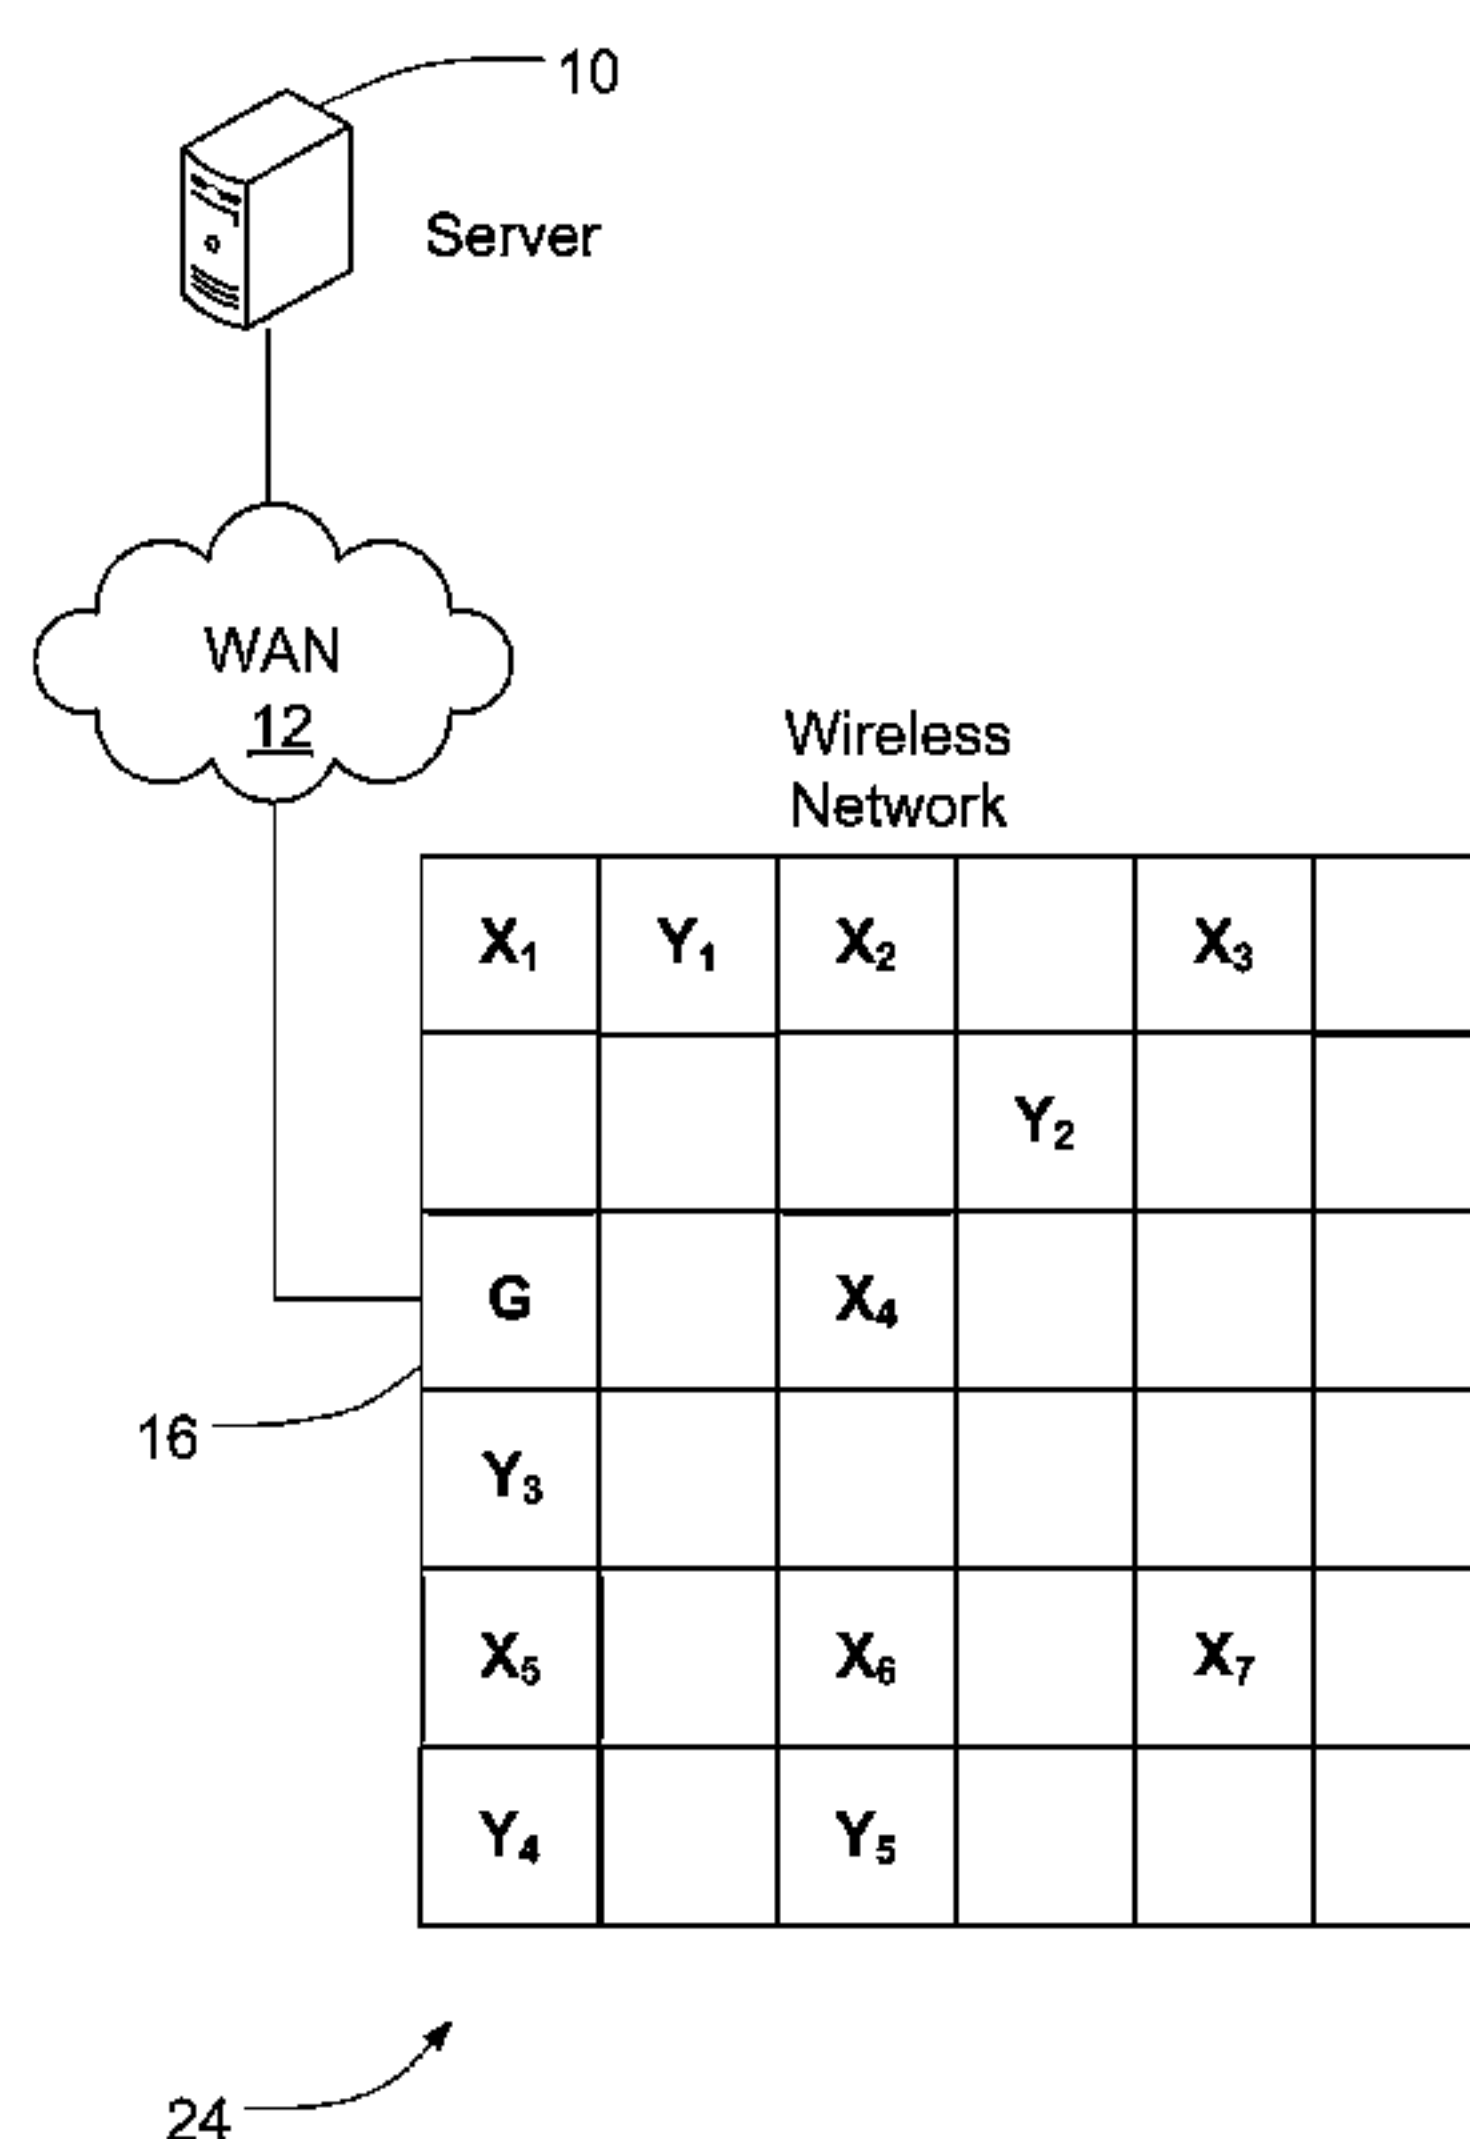 10
Server
WAN
12
Wireless
Network
X₁ Y₁ X₂ X₃
Y₂
G X₄
16
Y₃
X₅ X₆ X₇
Y₄ Y₅
24